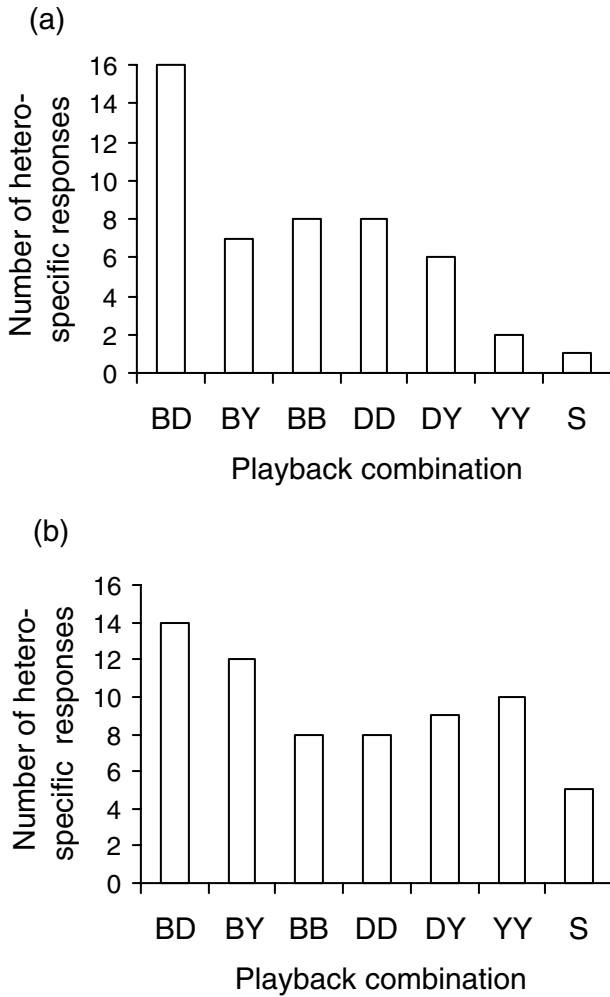 (a)
Number of hetero-
specific responses
16
14
12
10
8
6
4
2
0
BD BY BB DD DY YY S
Playback combination
(b)
Number of hetero-
specific responses
16
14
12
10
8
6
4
2
0
BD BY BB DD DY YY S
Playback combination